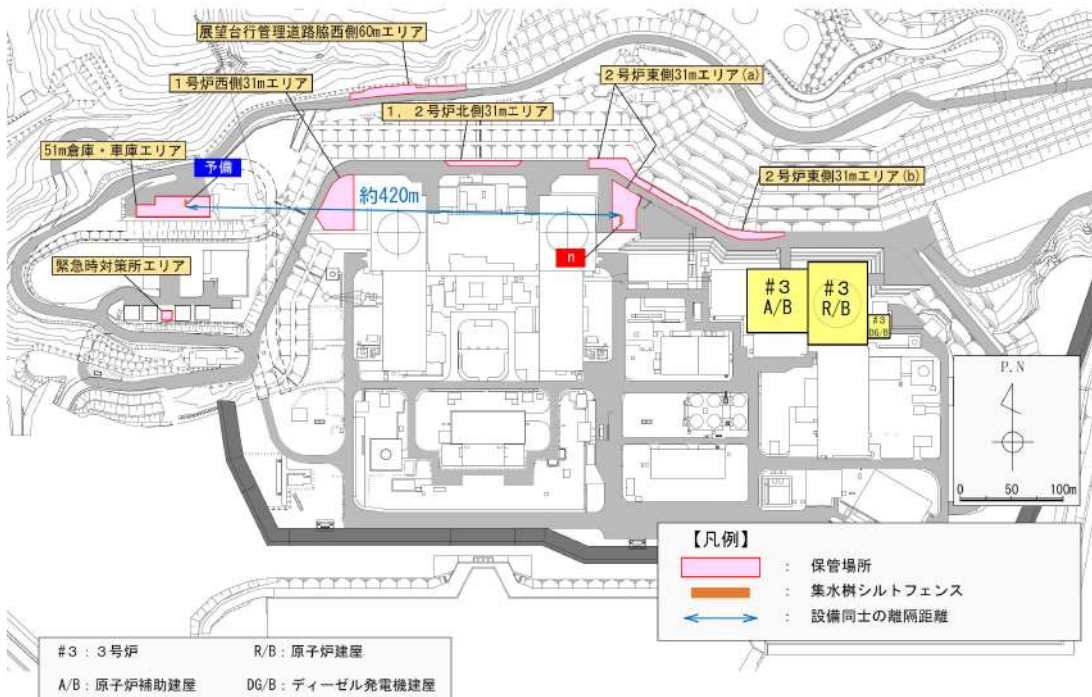 展望台行管理道路脇西側60mエリア
1号炉西側31mエリア
2号炉東側31mエリア(a)
1，2号炉北側31mエリア
51m倉庫・車庫エリア
予備
約420m
2号炉東側31mエリア(b)
n
緊急時対策所エリア
#3
A/B
#3
R/B
#3
DG/B
P.N
0 50 100m
【凡例】
： 保管場所
： 集水桝シルトフェンス
： 設備同士の離隔距離
#3：3号炉 R/B：原子炉建屋
A/B：原子炉補助建屋 DG/B：ディーゼル発電機建屋